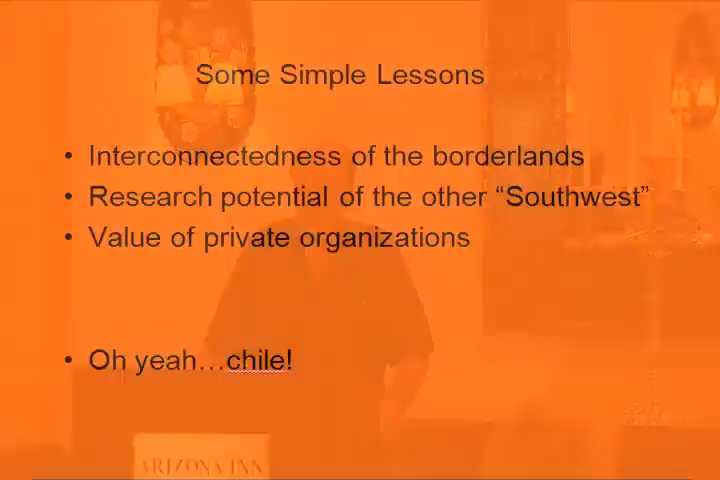 Some Simple Lessons
• Interconnectedness of the borderlands
• Research potential of the other “Southwest”
• Value of private organizations
• Oh yeah…chile!
ARIZONA INN